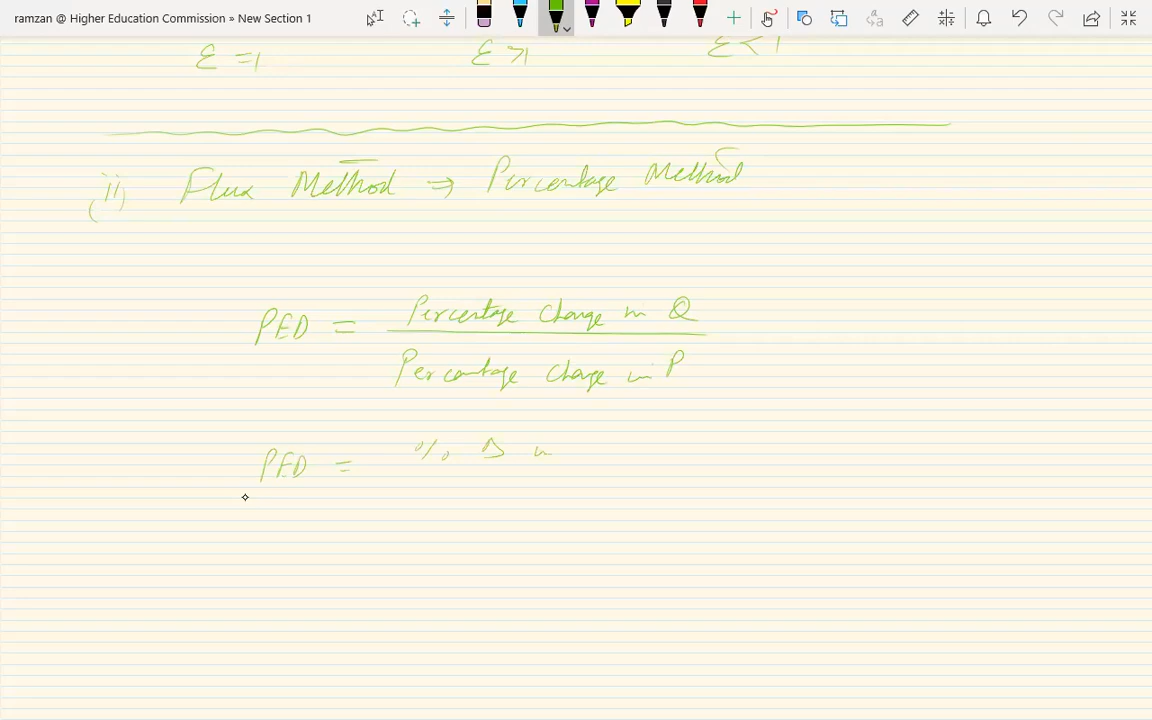 ramzan @ Higher Education Commission » New Section 1
ε = 1 ε > 1 ε < 1
(ii) Flux Method ⇒ Percentage Method
PED = Percentage Change in Q
Percentage Change in P
PED = % Δ in